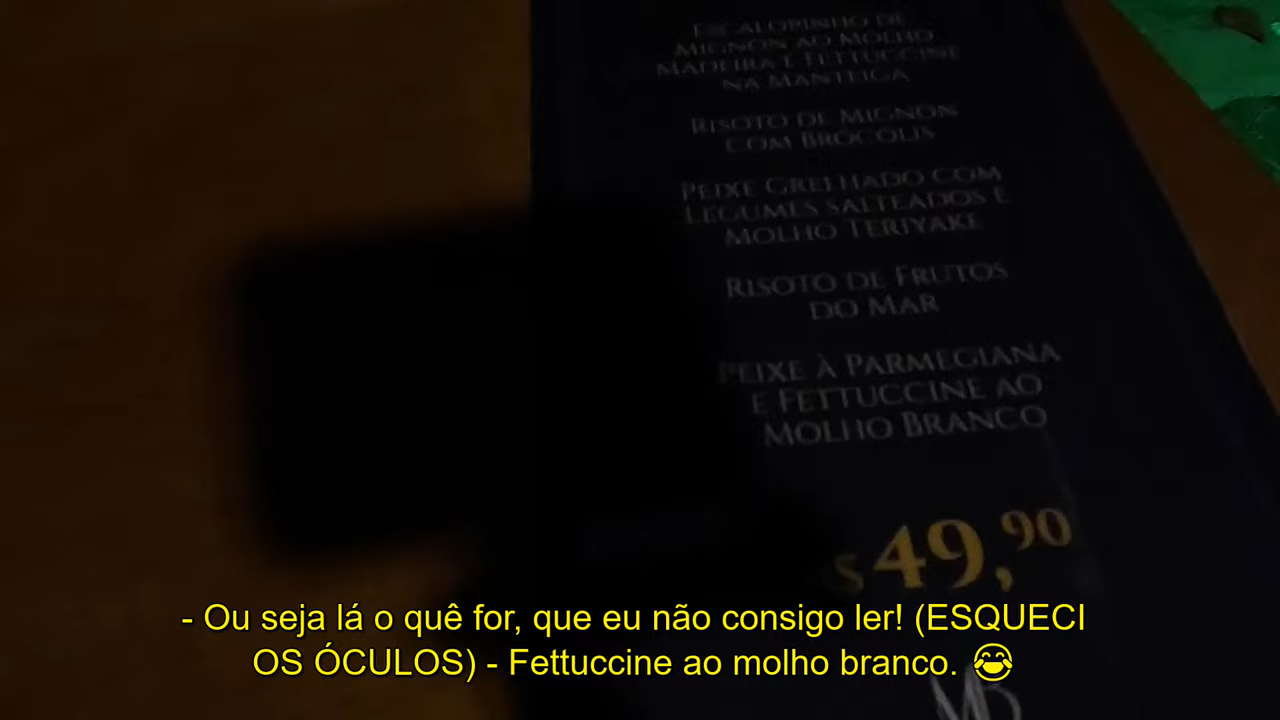 ESCALOPINHO DE
MIGNON AO MOLHO
MADEIRA E FETTUCCINE
NA MANTEIGA
RISOTO DE MIGNON
COM BRÓCOLIS
PEIXE GRELHADO COM
LEGUMES SALTEADOS E
MOLHO TERIYAKE
RISOTO DE FRUTOS
DO MAR
PEIXE À PARMEGIANA
E FETTUCCINE AO
MOLHO BRANCO
$ 49,90
- Ou seja lá o quê for, que eu não consigo ler! (ESQUECI
OS ÓCULOS) - Fettuccine ao molho branco. 😂